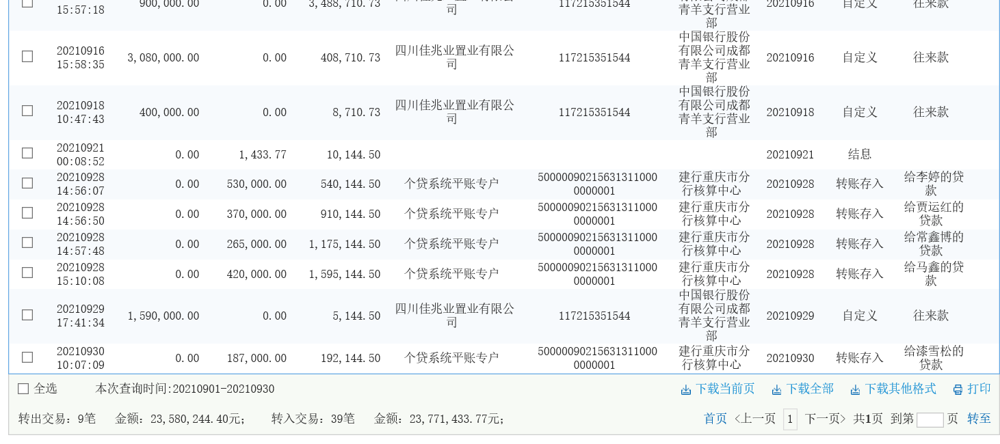 900,000.00 0.00 3,488,710.73 117215351544 20210916 自定义 往来款
15:57:18 司 青羊支行营业
部
中国银行股份
20210916 四川佳兆业置业有限公 有限公司成都
3,080,000.00 0.00 408,710.73 117215351544 20210916 自定义 往来款
15:58:35 司 青羊支行营业
部
中国银行股份
20210918 四川佳兆业置业有限公 有限公司成都
400,000.00 0.00 8,710.73 117215351544 20210918 自定义 往来款
10:47:43 司 青羊支行营业
部
20210921
0.00 1,433.77 10,144.50 20210921 结息
00:08:52
20210928 50000090215631311000 建行重庆市分 给李婷的贷
0.00 530,000.00 540,144.50 个贷系统平账专户 20210928 转账存入
14:56:07 0000001 行核算中心 款
20210928 50000090215631311000 建行重庆市分 给贾运红的
0.00 370,000.00 910,144.50 个贷系统平账专户 20210928 转账存入
14:56:50 0000001 行核算中心 贷款
20210928 50000090215631311000 建行重庆市分 给常鑫博的
0.00 265,000.00 1,175,144.50 个贷系统平账专户 20210928 转账存入
14:57:48 0000001 行核算中心 贷款
20210928 50000090215631311000 建行重庆市分 给马鑫的贷
0.00 420,000.00 1,595,144.50 个贷系统平账专户 20210928 转账存入
15:10:08 0000001 行核算中心 款
中国银行股份
20210929 四川佳兆业置业有限公 有限公司成都
1,590,000.00 0.00 5,144.50 117215351544 20210929 自定义 往来款
17:41:34 司 青羊支行营业
部
20210930 50000090215631311000 建行重庆市分 给漆雪松的
0.00 187,000.00 192,144.50 个贷系统平账专户 20210930 转账存入
10:07:09 0000001 行核算中心 贷款
全选 本次查询时间:20210901-20210930 下载当前页 下载全部 下载其他格式 打印
转出交易: 9笔 金额: 23,580,244.40元; 转入交易: 39笔 金额: 23,771,433.77元; 首页 <上一页 1 下一页> 共1页 到第 页 转至